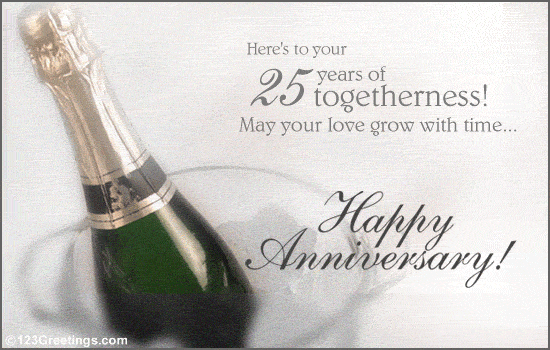 Here's to your
25 years of
togetherness!
May your love grow with time...
Happy
Anniversary!
©123Greetings.com